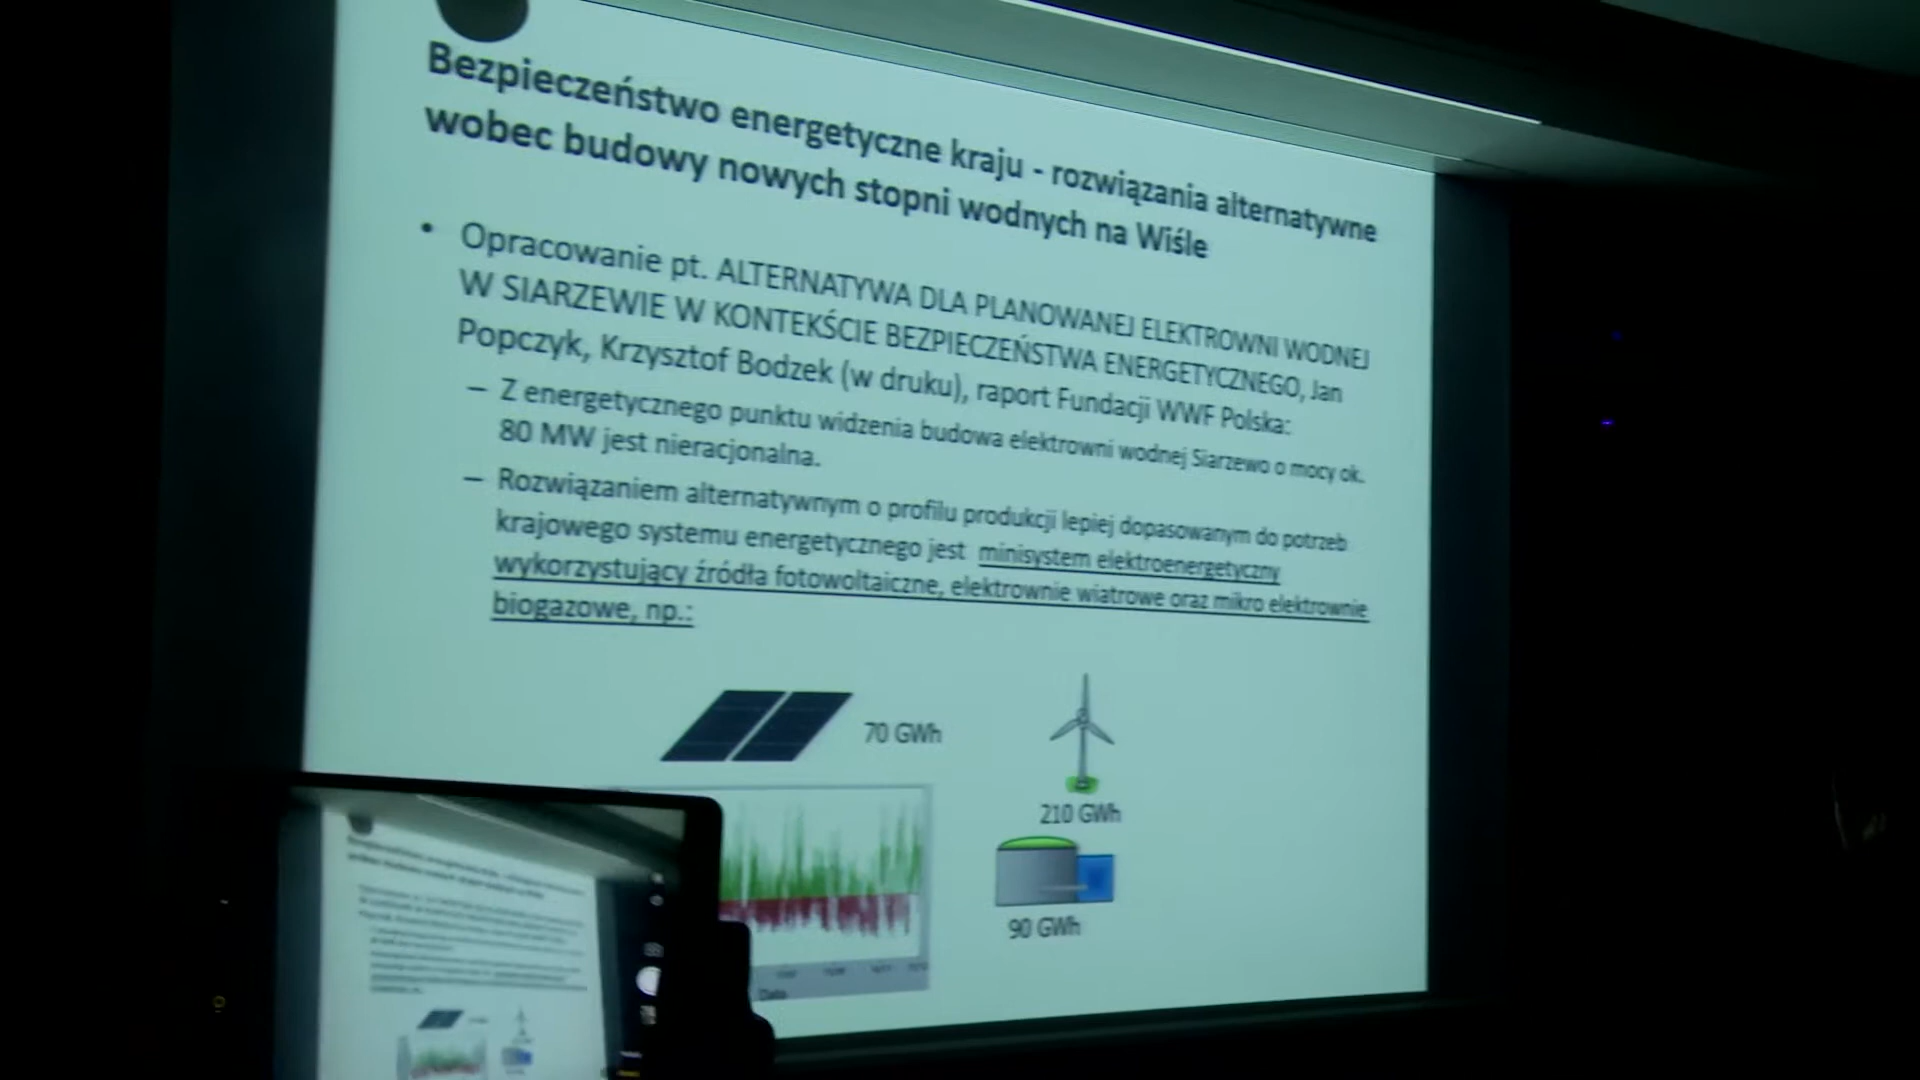 Bezpieczeństwo energetyczne kraju - rozwiązania alternatywne
wobec budowy nowych stopni wodnych na Wiśle
• Opracowanie pt. ALTERNATYWA DLA PLANOWANEJ ELEKTROWNI WODNEJ
W SIARZEWIE W KONTEKŚCIE BEZPIECZEŃSTWA ENERGETYCZNEGO, Jan
Popczyk, Krzysztof Bodzek (w druku), raport Fundacji WWF Polska:
– Z energetycznego punktu widzenia budowa elektrowni wodnej Siarzewo o mocy ok.
80 MW jest nieracjonalna.
– Rozwiązaniem alternatywnym o profilu produkcji lepiej dopasowanym do potrzeb
krajowego systemu energetycznego jest minisystem elektroenergetyczny
wykorzystujący źródła fotowoltaiczne, elektrownie wiatrowe oraz mikro elektrownie
biogazowe, np.:
70 GWh
210 GWh
90 GWh
Data